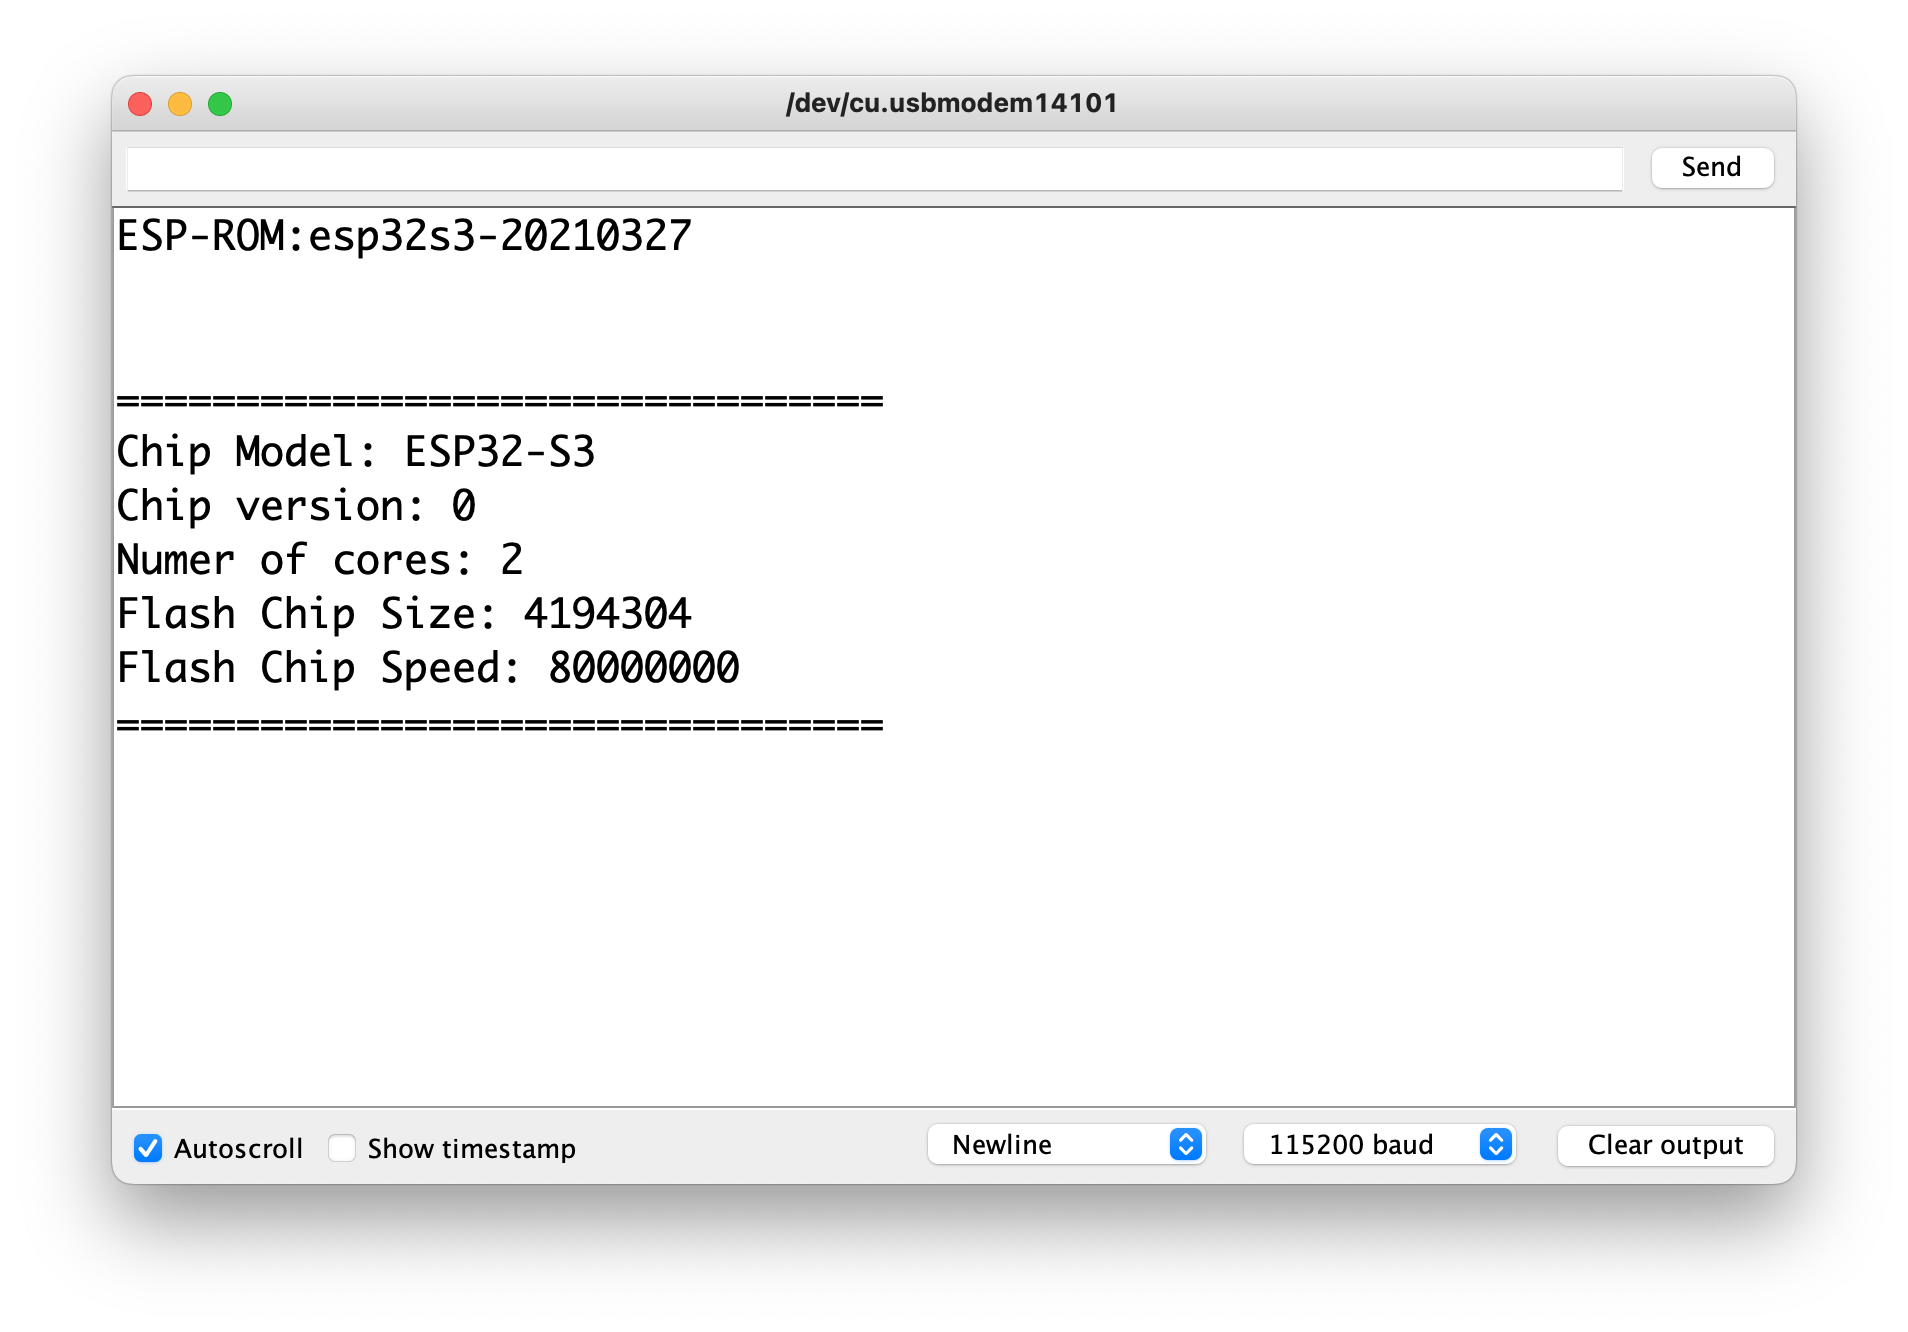 /dev/cu.usbmodem14101
Send
ESP-ROM:esp32s3-20210327
================================
Chip Model: ESP32-S3
Chip version: 0
Numer of cores: 2
Flash Chip Size: 4194304
Flash Chip Speed: 80000000
================================
Autoscroll Show timestamp Newline 115200 baud Clear output